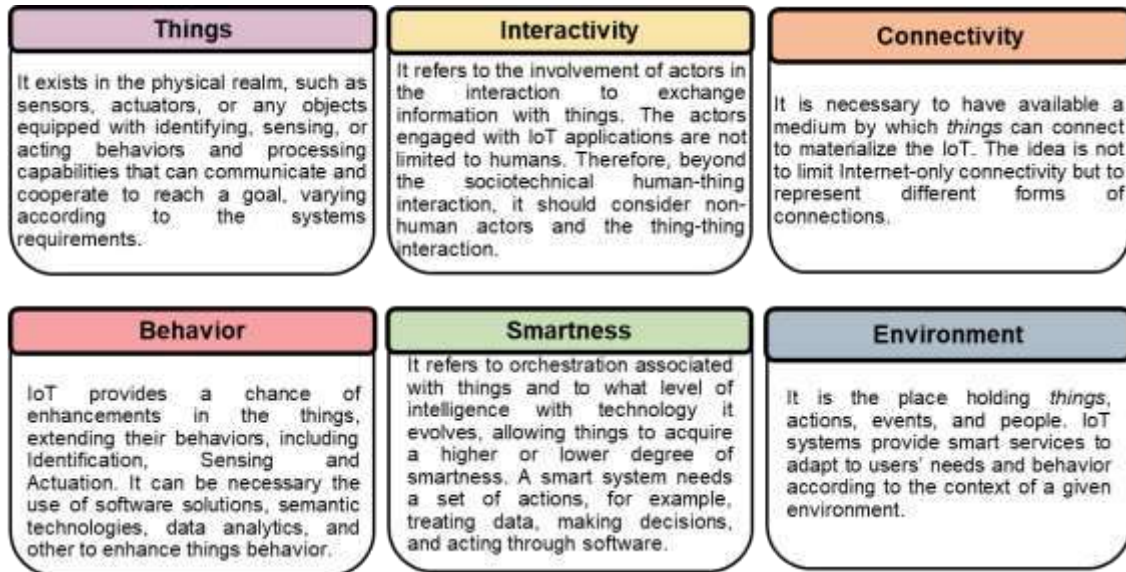 Things
It exists in the physical realm, such as
sensors, actuators, or any objects
equipped with identifying, sensing, or
acting behaviors and processing
capabilities that can communicate and
cooperate to reach a goal, varying
according to the systems
requirements.
Interactivity
It refers to the involvement of actors in
the interaction to exchange
information with things. The actors
engaged with IoT applications are not
limited to humans. Therefore, beyond
the sociotechnical human-thing
interaction, it should consider non-
human actors and the thing-thing
interaction.
Connectivity
It is necessary to have available a
medium by which things can connect
to materialize the IoT. The idea is not
to limit Internet-only connectivity but to
represent different forms of
connections.
Behavior
IoT provides a chance of
enhancements in the things,
extending their behaviors, including
Identification, Sensing and
Actuation. It can be necessary the
use of software solutions, semantic
technologies, data analytics, and
other to enhance things behavior.
Smartness
It refers to orchestration associated
with things and to what level of
intelligence with technology it
evolves, allowing things to acquire
a higher or lower degree of
smartness. A smart system needs
a set of actions, for example,
treating data, making decisions,
and acting through software.
Environment
It is the place holding things,
actions, events, and people. IoT
systems provide smart services to
adapt to users' needs and behavior
according to the context of a given
environment.